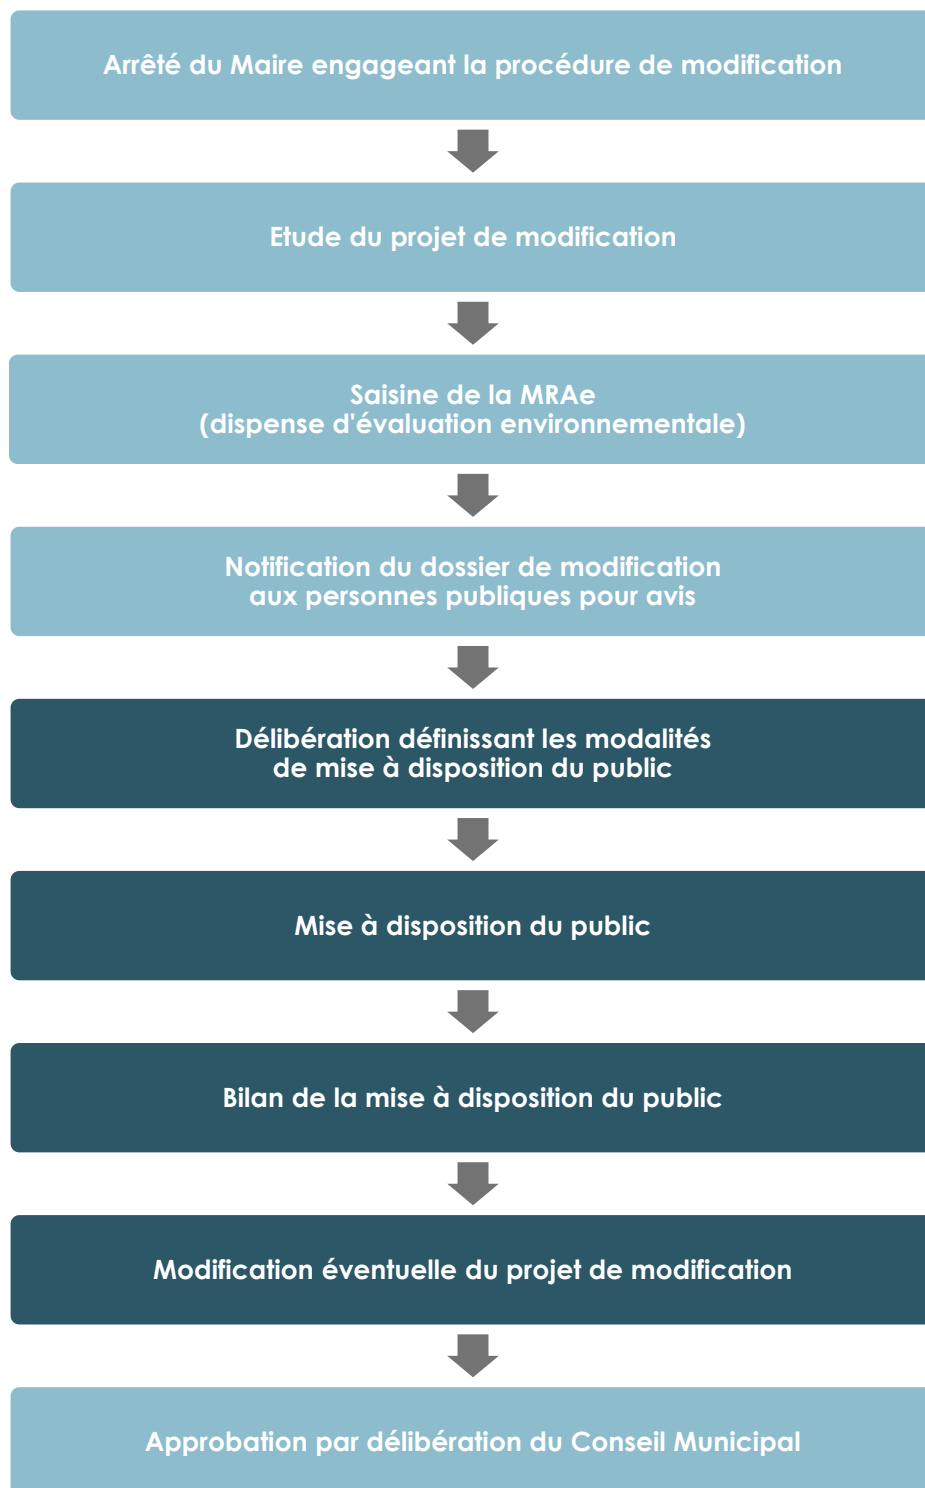 Arrêté du Maire engageant la procédure de modification
Etude du projet de modification
Saisine de la MRAe
(dispense d'évaluation environnementale)
Notification du dossier de modification
aux personnes publiques pour avis
Délibération définissant les modalités
de mise à disposition du public
Mise à disposition du public
Bilan de la mise à disposition du public
Modification éventuelle du projet de modification
Approbation par délibération du Conseil Municipal